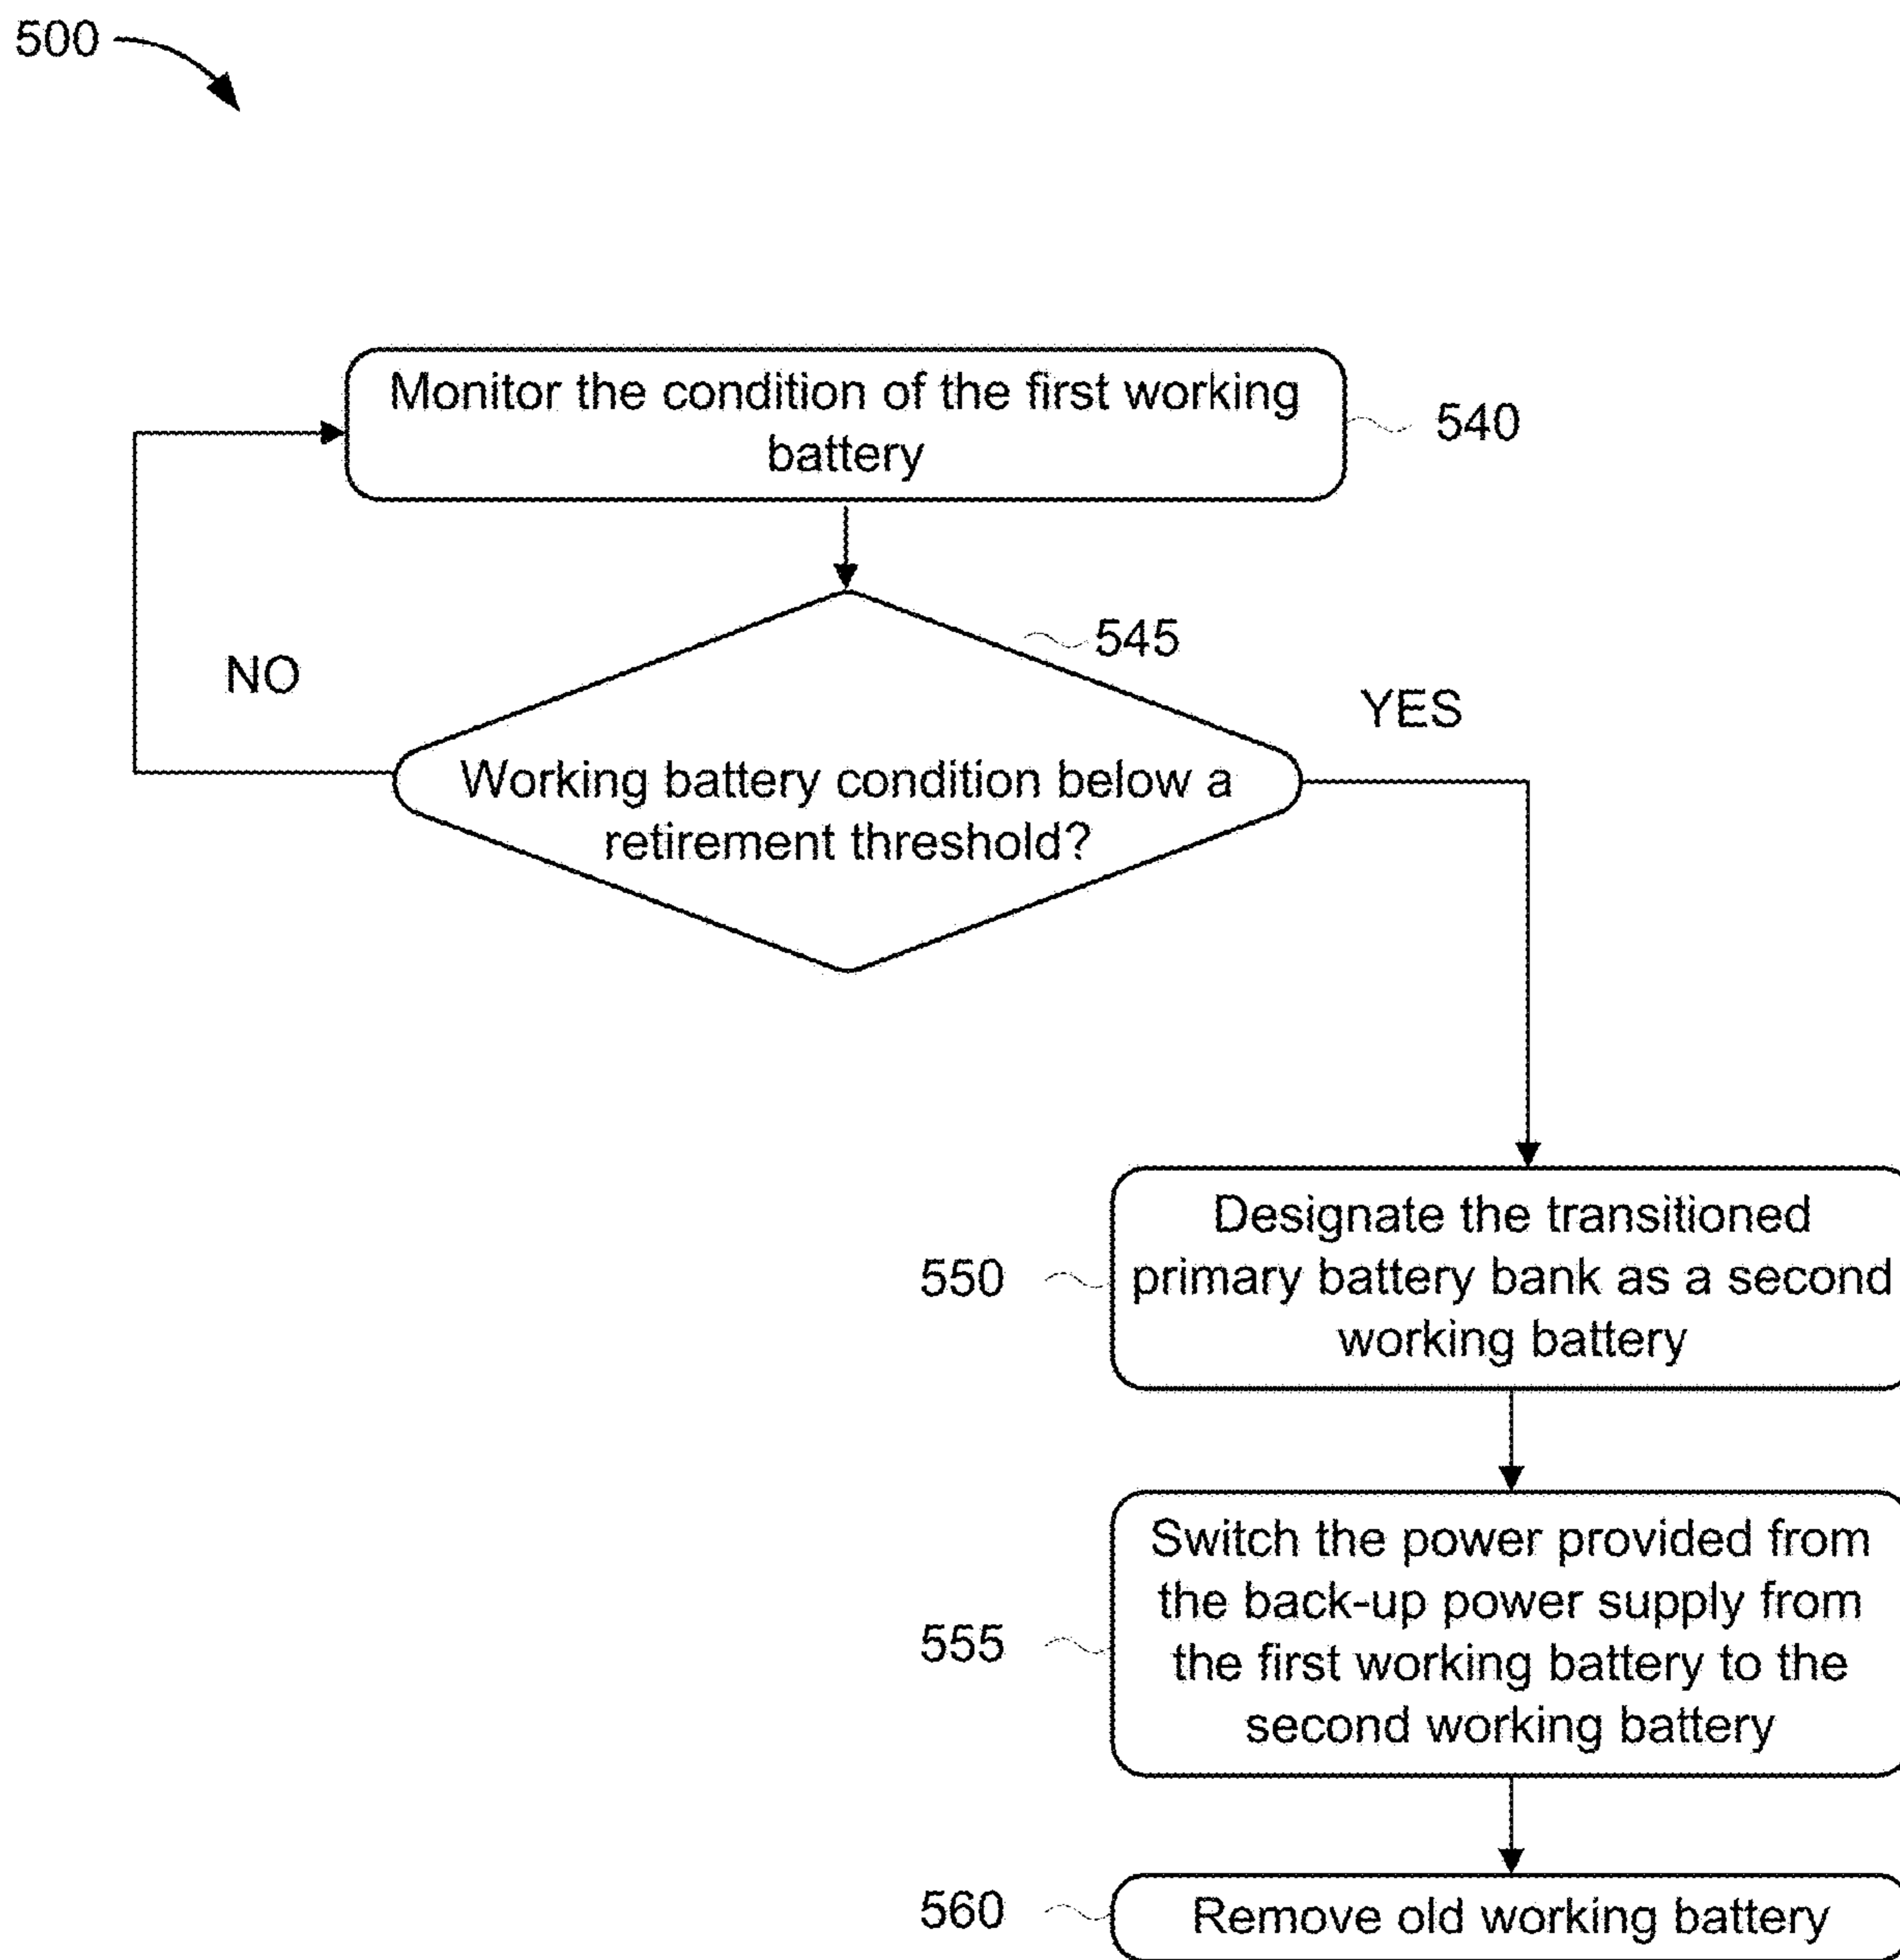 500
Monitor the condition of the first working
battery
540
545
NO
YES
Working battery condition below a
retirement threshold?
Designate the transitioned
primary battery bank as a second
working battery
550
Switch the power provided from
the back-up power supply from
the first working battery to the
second working battery
555
560
Remove old working battery